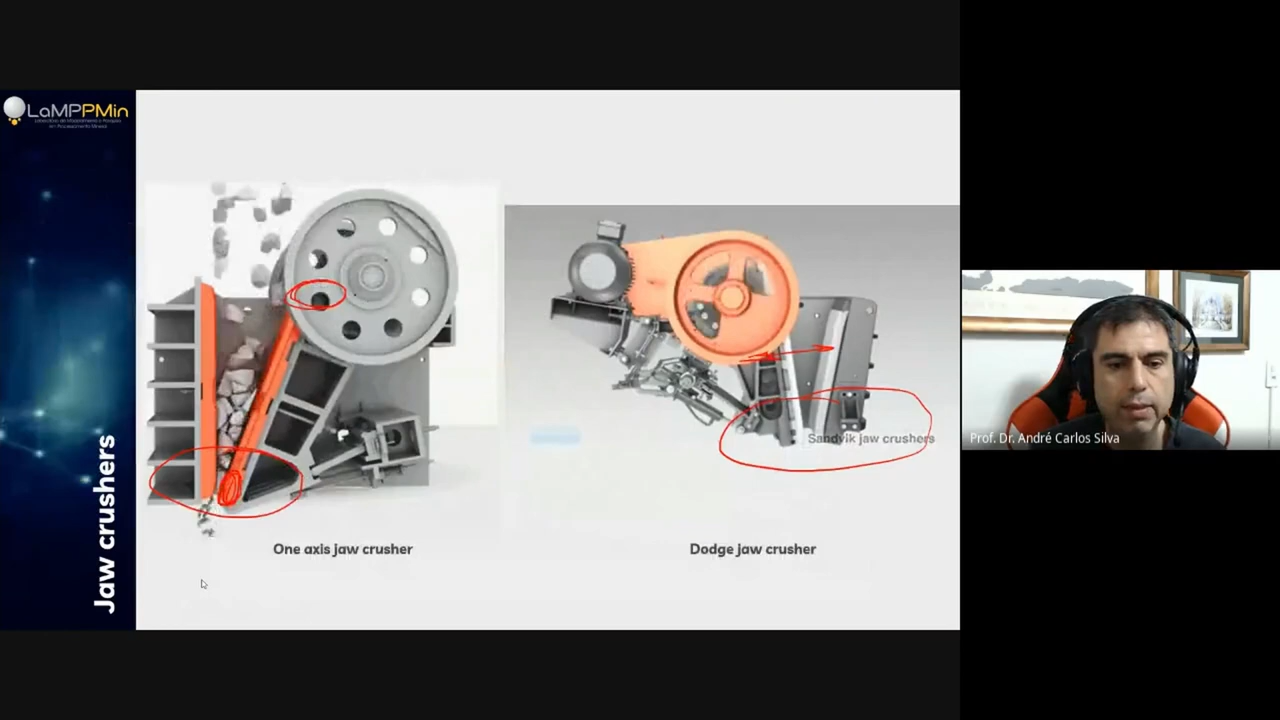 LaMPPMin
Jaw crushers
Sandvik jaw crushers
One axis jaw crusher
Dodge jaw crusher
Prof. Dr. André Carlos Silva